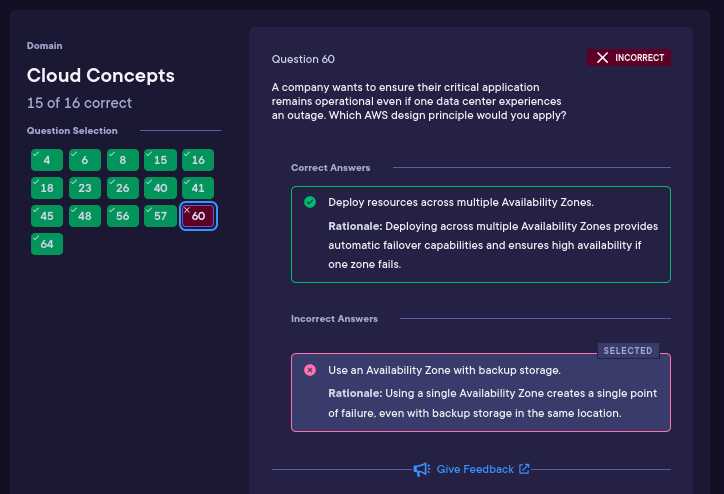 Domain
Cloud Concepts
15 of 16 correct
Question Selection
4 6 8 15 16
18 23 26 40 41
45 48 56 57 60
64
Question 60
INCORRECT
A company wants to ensure their critical application
remains operational even if one data center experiences
an outage. Which AWS design principle would you apply?
Correct Answers
Deploy resources across multiple Availability Zones.
Rationale: Deploying across multiple Availability Zones provides
automatic failover capabilities and ensures high availability if
one zone fails.
Incorrect Answers
SELECTED
Use an Availability Zone with backup storage.
Rationale: Using a single Availability Zone creates a single point
of failure, even with backup storage in the same location.
Give Feedback